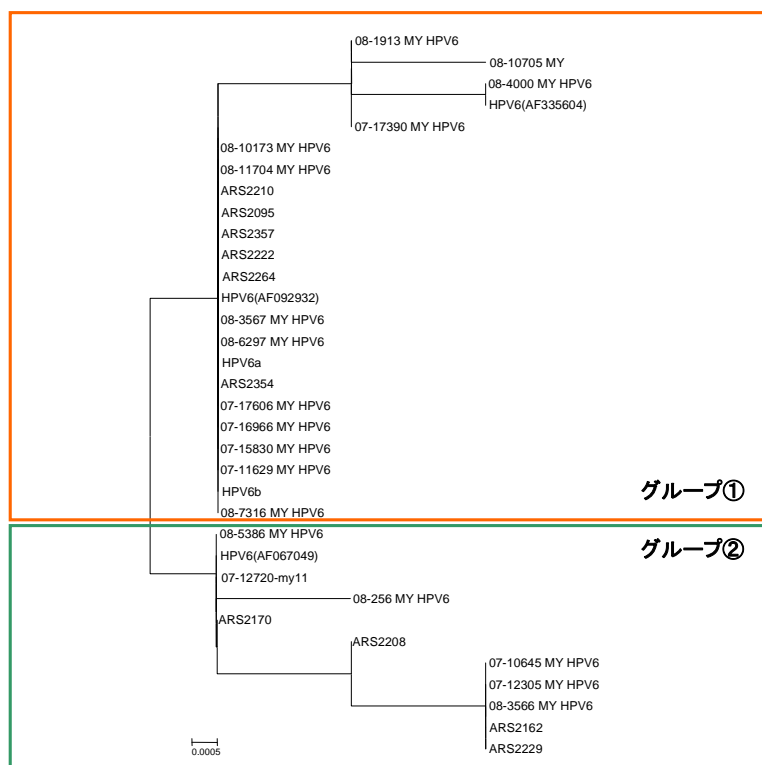 08-1913 MY HPV6
08-10705 MY
08-4000 MY HPV6
HPV6(AF335604)
07-17390 MY HPV6
08-10173 MY HPV6
08-11704 MY HPV6
ARS2210
ARS2095
ARS2357
ARS2222
ARS2264
HPV6(AF092932)
08-3567 MY HPV6
08-6297 MY HPV6
HPV6a
ARS2354
07-17606 MY HPV6
07-16966 MY HPV6
07-15830 MY HPV6
07-11629 MY HPV6
HPV6b
グループ①
08-7316 MY HPV6
08-5386 MY HPV6
グループ②
HPV6(AF067049)
07-12720-my11
08-256 MY HPV6
ARS2170
ARS2208
07-10645 MY HPV6
07-12305 MY HPV6
08-3566 MY HPV6
ARS2162
ARS2229
0.0005